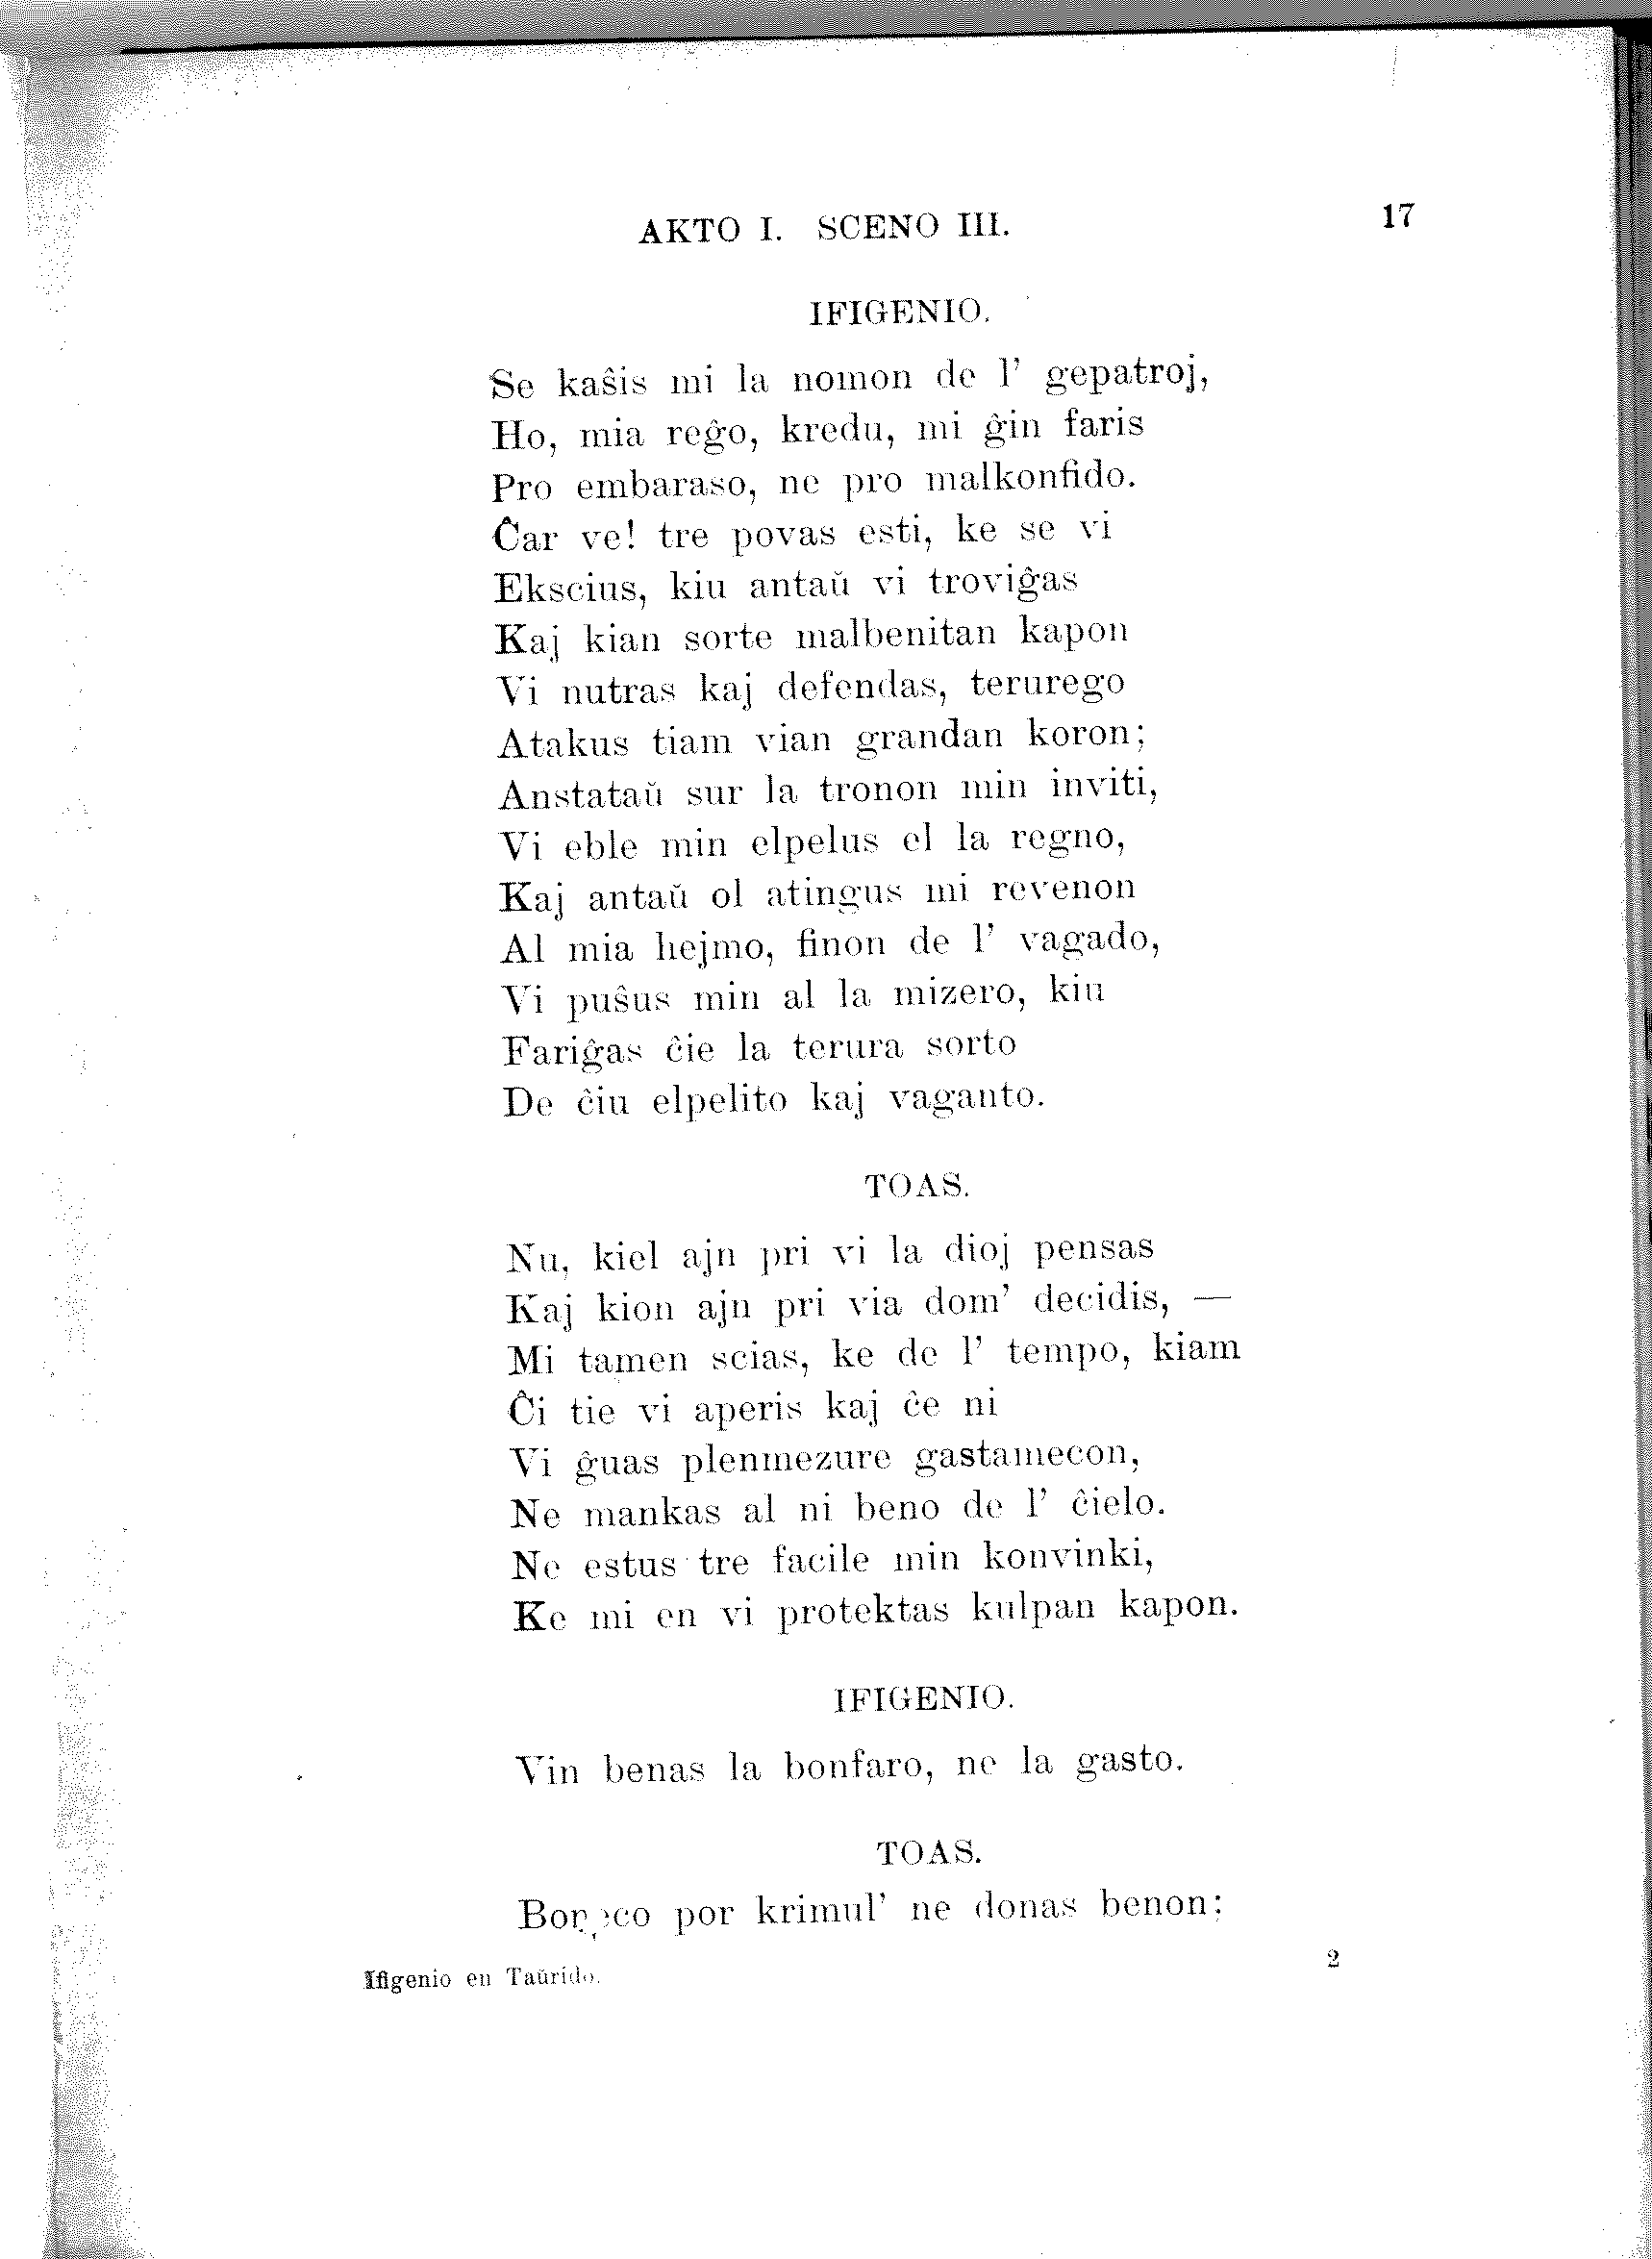 AKTO I. SCENO III. 17
IFIGENIO.
Se kaŝis mi la nomon de l' gepatroj,
Ho, mia reĝo, kredu, mi ĝin faris
Pro embaraso, ne pro malkonfido.
Ĉar ve! tre povas esti, ke se vi
Ekscius, kiu antaŭ vi troviĝas
Kaj kian sorte malbenitan kapon
Vi nutras kaj defendas, terurego
Atakus tiam vian grandan koron;
Anstataŭ sur la tronon min inviti,
Vi eble min elpelus el la regno,
Kaj antaŭ ol atingus mi revenon
Al mia hejmo, finon de l' vagado,
Vi puŝus min al la mizero, kiu
Fariĝas ĉie la terura sorto
De ĉiu elpelito kaj vaganto.
TOAS.
Nu, kiel ajn pri vi la dioj pensas
Kaj kion ajn pri via dom' decidis, —
Mi tamen scias, ke de l' tempo, kiam
Ĉi tie vi aperis kaj ĉe ni
Vi ĝuas plenmezure gastamecon,
Ne mankas al ni beno de l' ĉielo.
Ne estus tre facile min konvinki,
Ke mi en vi protektas kulpan kapon.
IFIGENIO.
Vin benas la bonfaro, ne la gasto.
TOAS.
por krimul' ne donas benon;
Ifigenio en Taŭrido. 2